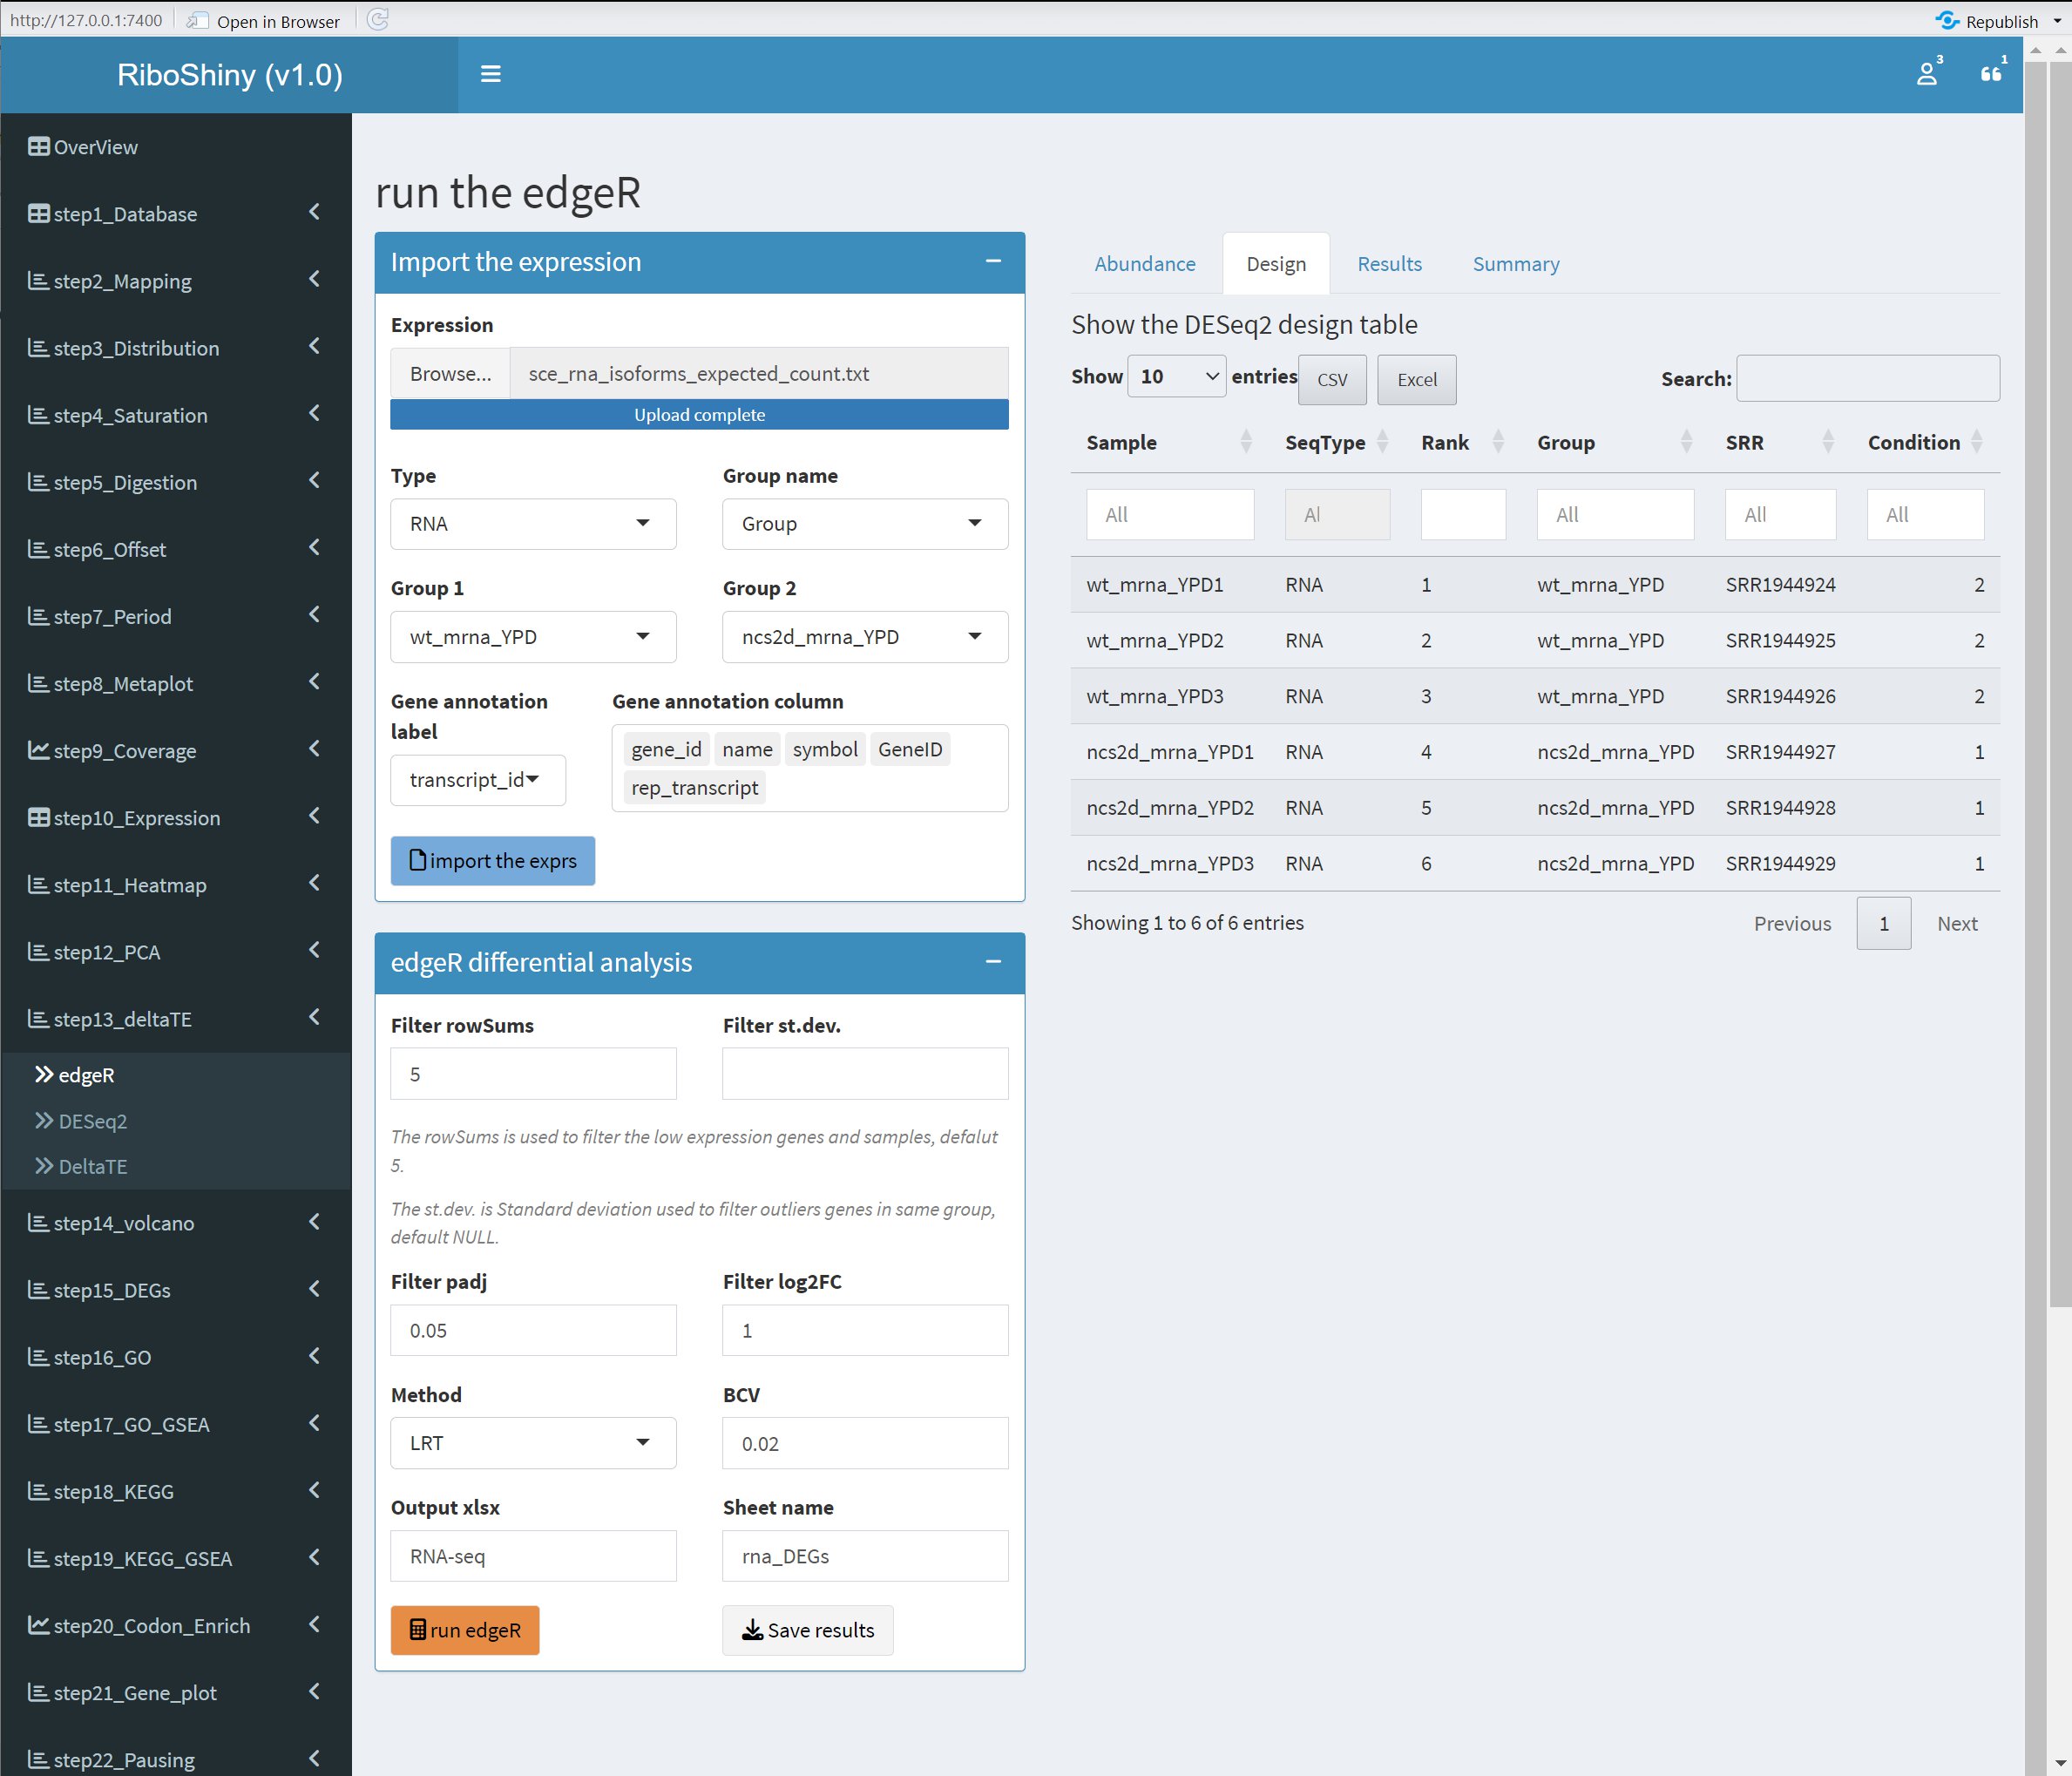 http://127.0.0.1:7400 Open in Browser Republish
RiboShiny (v1.0) 3 1
OverView
step1_Database
step2_Mapping
step3_Distribution
step4_Saturation
step5_Digestion
step6_Offset
step7_Period
step8_Metaplot
step9_Coverage
step10_Expression
step11_Heatmap
step12_PCA
step13_deltaTE
edgeR
DESeq2
DeltaTE
step14_volcano
step15_DEGs
step16_GO
step17_GO_GSEA
step18_KEGG
step19_KEGG_GSEA
step20_Codon_Enrich
step21_Gene_plot
step22_Pausing
run the edgeR
Import the expression
Expression
Browse... sce_rna_isoforms_expected_count.txt
Upload complete
Type Group name
RNA Group
Group 1 Group 2
wt_mrna_YPD ncs2d_mrna_YPD
Gene annotation label
Gene annotation column
transcript_id
gene_id name symbol GeneID
rep_transcript
import the exprs
edgeR differential analysis
Filter rowSums Filter st.dev.
5
The rowSums is used to filter the low expression genes and samples, defalut
5.
The st.dev. is Standard deviation used to filter outliers genes in same group,
default NULL.
Filter padj Filter log2FC
0.05 1
Method BCV
LRT 0.02
Output xlsx Sheet name
RNA-seq rna_DEGs
run edgeR Save results
Abundance Design Results Summary
Show the DESeq2 design table
Show 10 entries CSV Excel Search:
Sample SeqType Rank Group SRR Condition
All Al All All All
wt_mrna_YPD1 RNA 1 wt_mrna_YPD SRR1944924 2
wt_mrna_YPD2 RNA 2 wt_mrna_YPD SRR1944925 2
wt_mrna_YPD3 RNA 3 wt_mrna_YPD SRR1944926 2
ncs2d_mrna_YPD1 RNA 4 ncs2d_mrna_YPD SRR1944927 1
ncs2d_mrna_YPD2 RNA 5 ncs2d_mrna_YPD SRR1944928 1
ncs2d_mrna_YPD3 RNA 6 ncs2d_mrna_YPD SRR1944929 1
Showing 1 to 6 of 6 entries Previous 1 Next